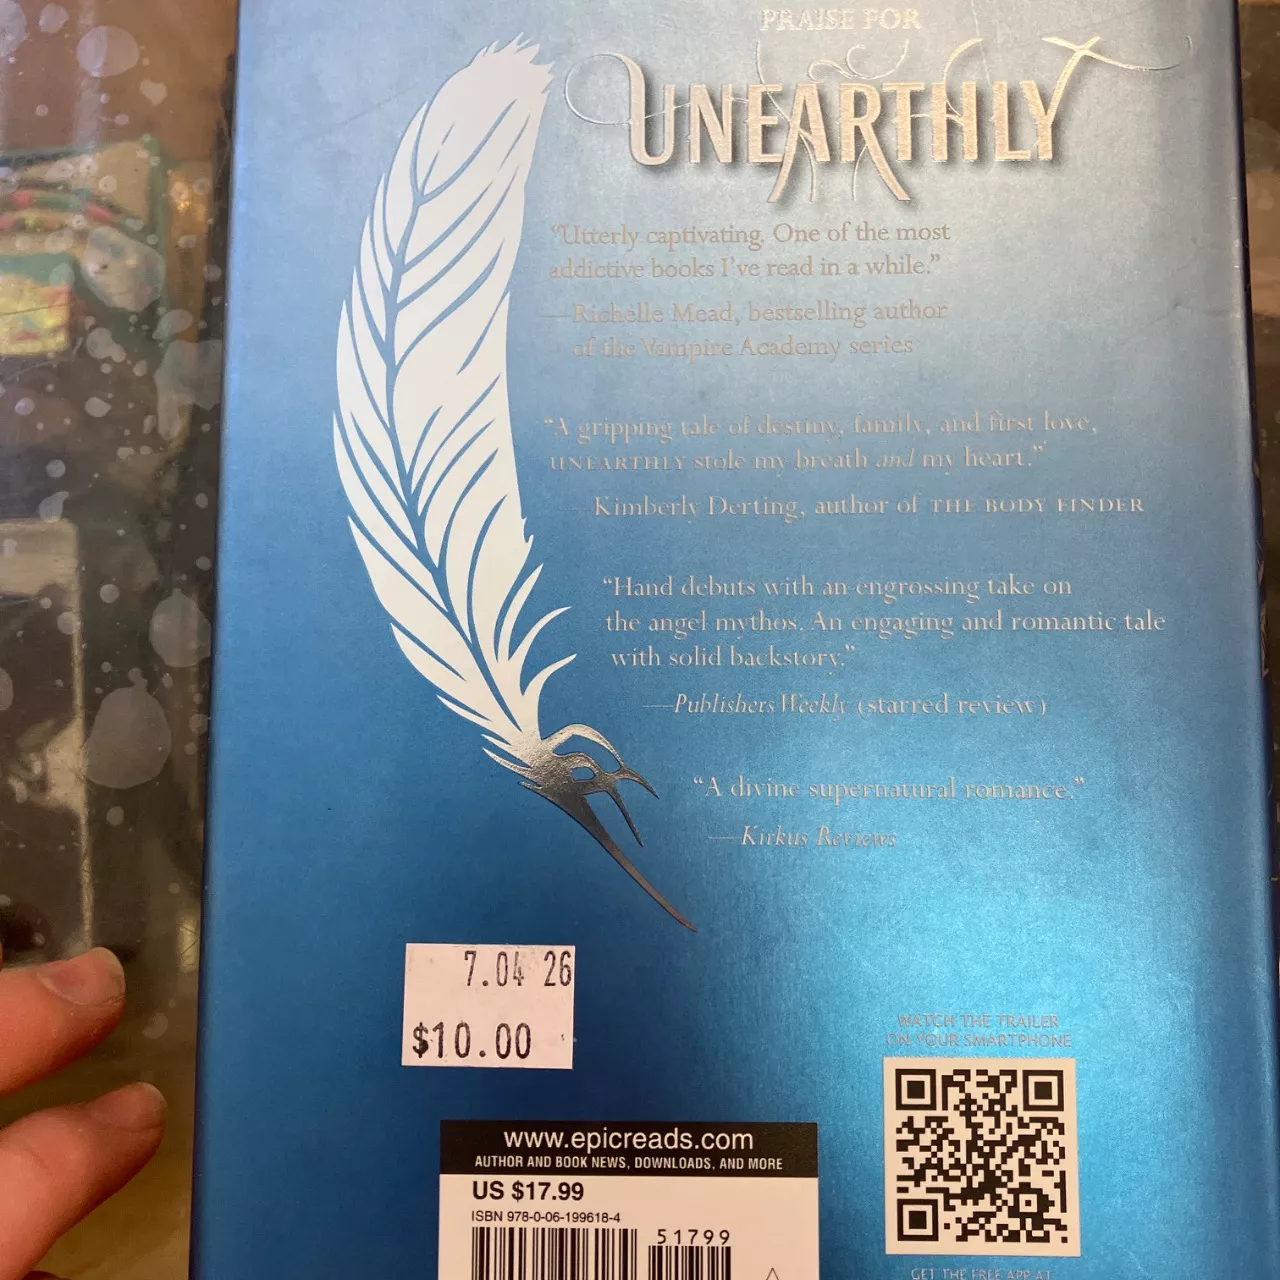 PRAISE FOR
UNEARTHLY
“Utterly captivating. One of the most
addictive books I’ve read in a while.”
—Richelle Mead, bestselling author
of the Vampire Academy series
“A gripping tale of destiny, family, and first love,
UNEARTHLY stole my breath and my heart.”
—Kimberly Derting, author of THE BODY FINDER
“Hand debuts with an engrossing take on
the angel mythos. An engaging and romantic tale
with solid backstory.”
—Publishers Weekly (starred review)
“A divine supernatural romance.”
—Kirkus Reviews
7.04 26
$10.00
WATCH THE TRAILER
ON YOUR SMARTPHONE
www.epicreads.com
AUTHOR AND BOOK NEWS, DOWNLOADS, AND MORE
US $17.99
ISBN 978-0-06-199618-4
51799
GET THE FREE APP AT